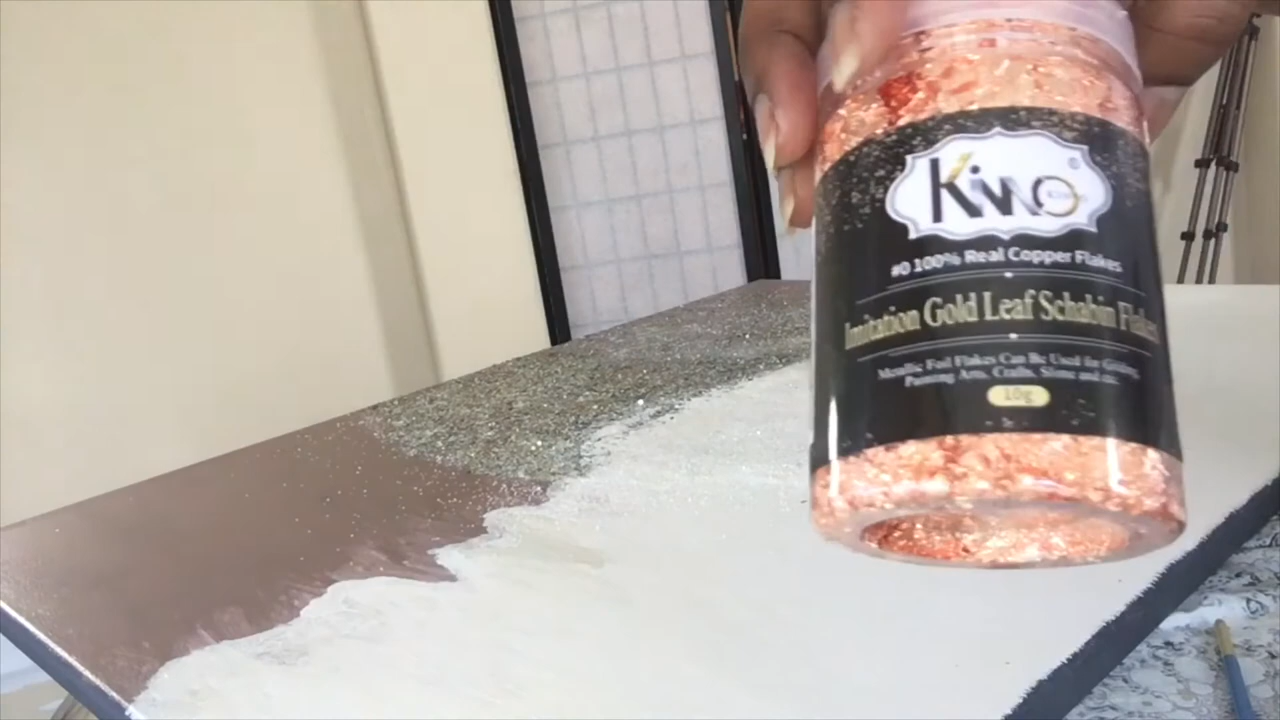 KINNO
®
#0 100% Real Copper Flakes
Imitation Gold Leaf Schabin Flakes
Metallic Foil Flakes Can Be Used for Gilding,
Painting Arts, Crafts, Slime and etc.
10g